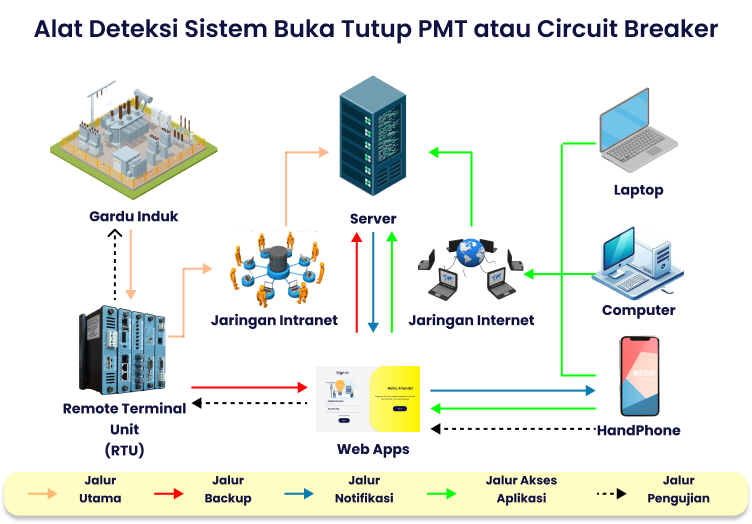 Alat Deteksi Sistem Buka Tutup PMT atau Circuit Breaker
Gardu Induk
Server
Laptop
Jaringan Intranet
Jaringan Internet
Computer
MOCKUP
Remote Terminal
Unit
(RTU)
Sign In
Hello, Friends!
Web Apps
HandPhone
Jalur
Utama
Jalur
Backup
Jalur
Notifikasi
Jalur Akses
Aplikasi
Jalur
Pengujian